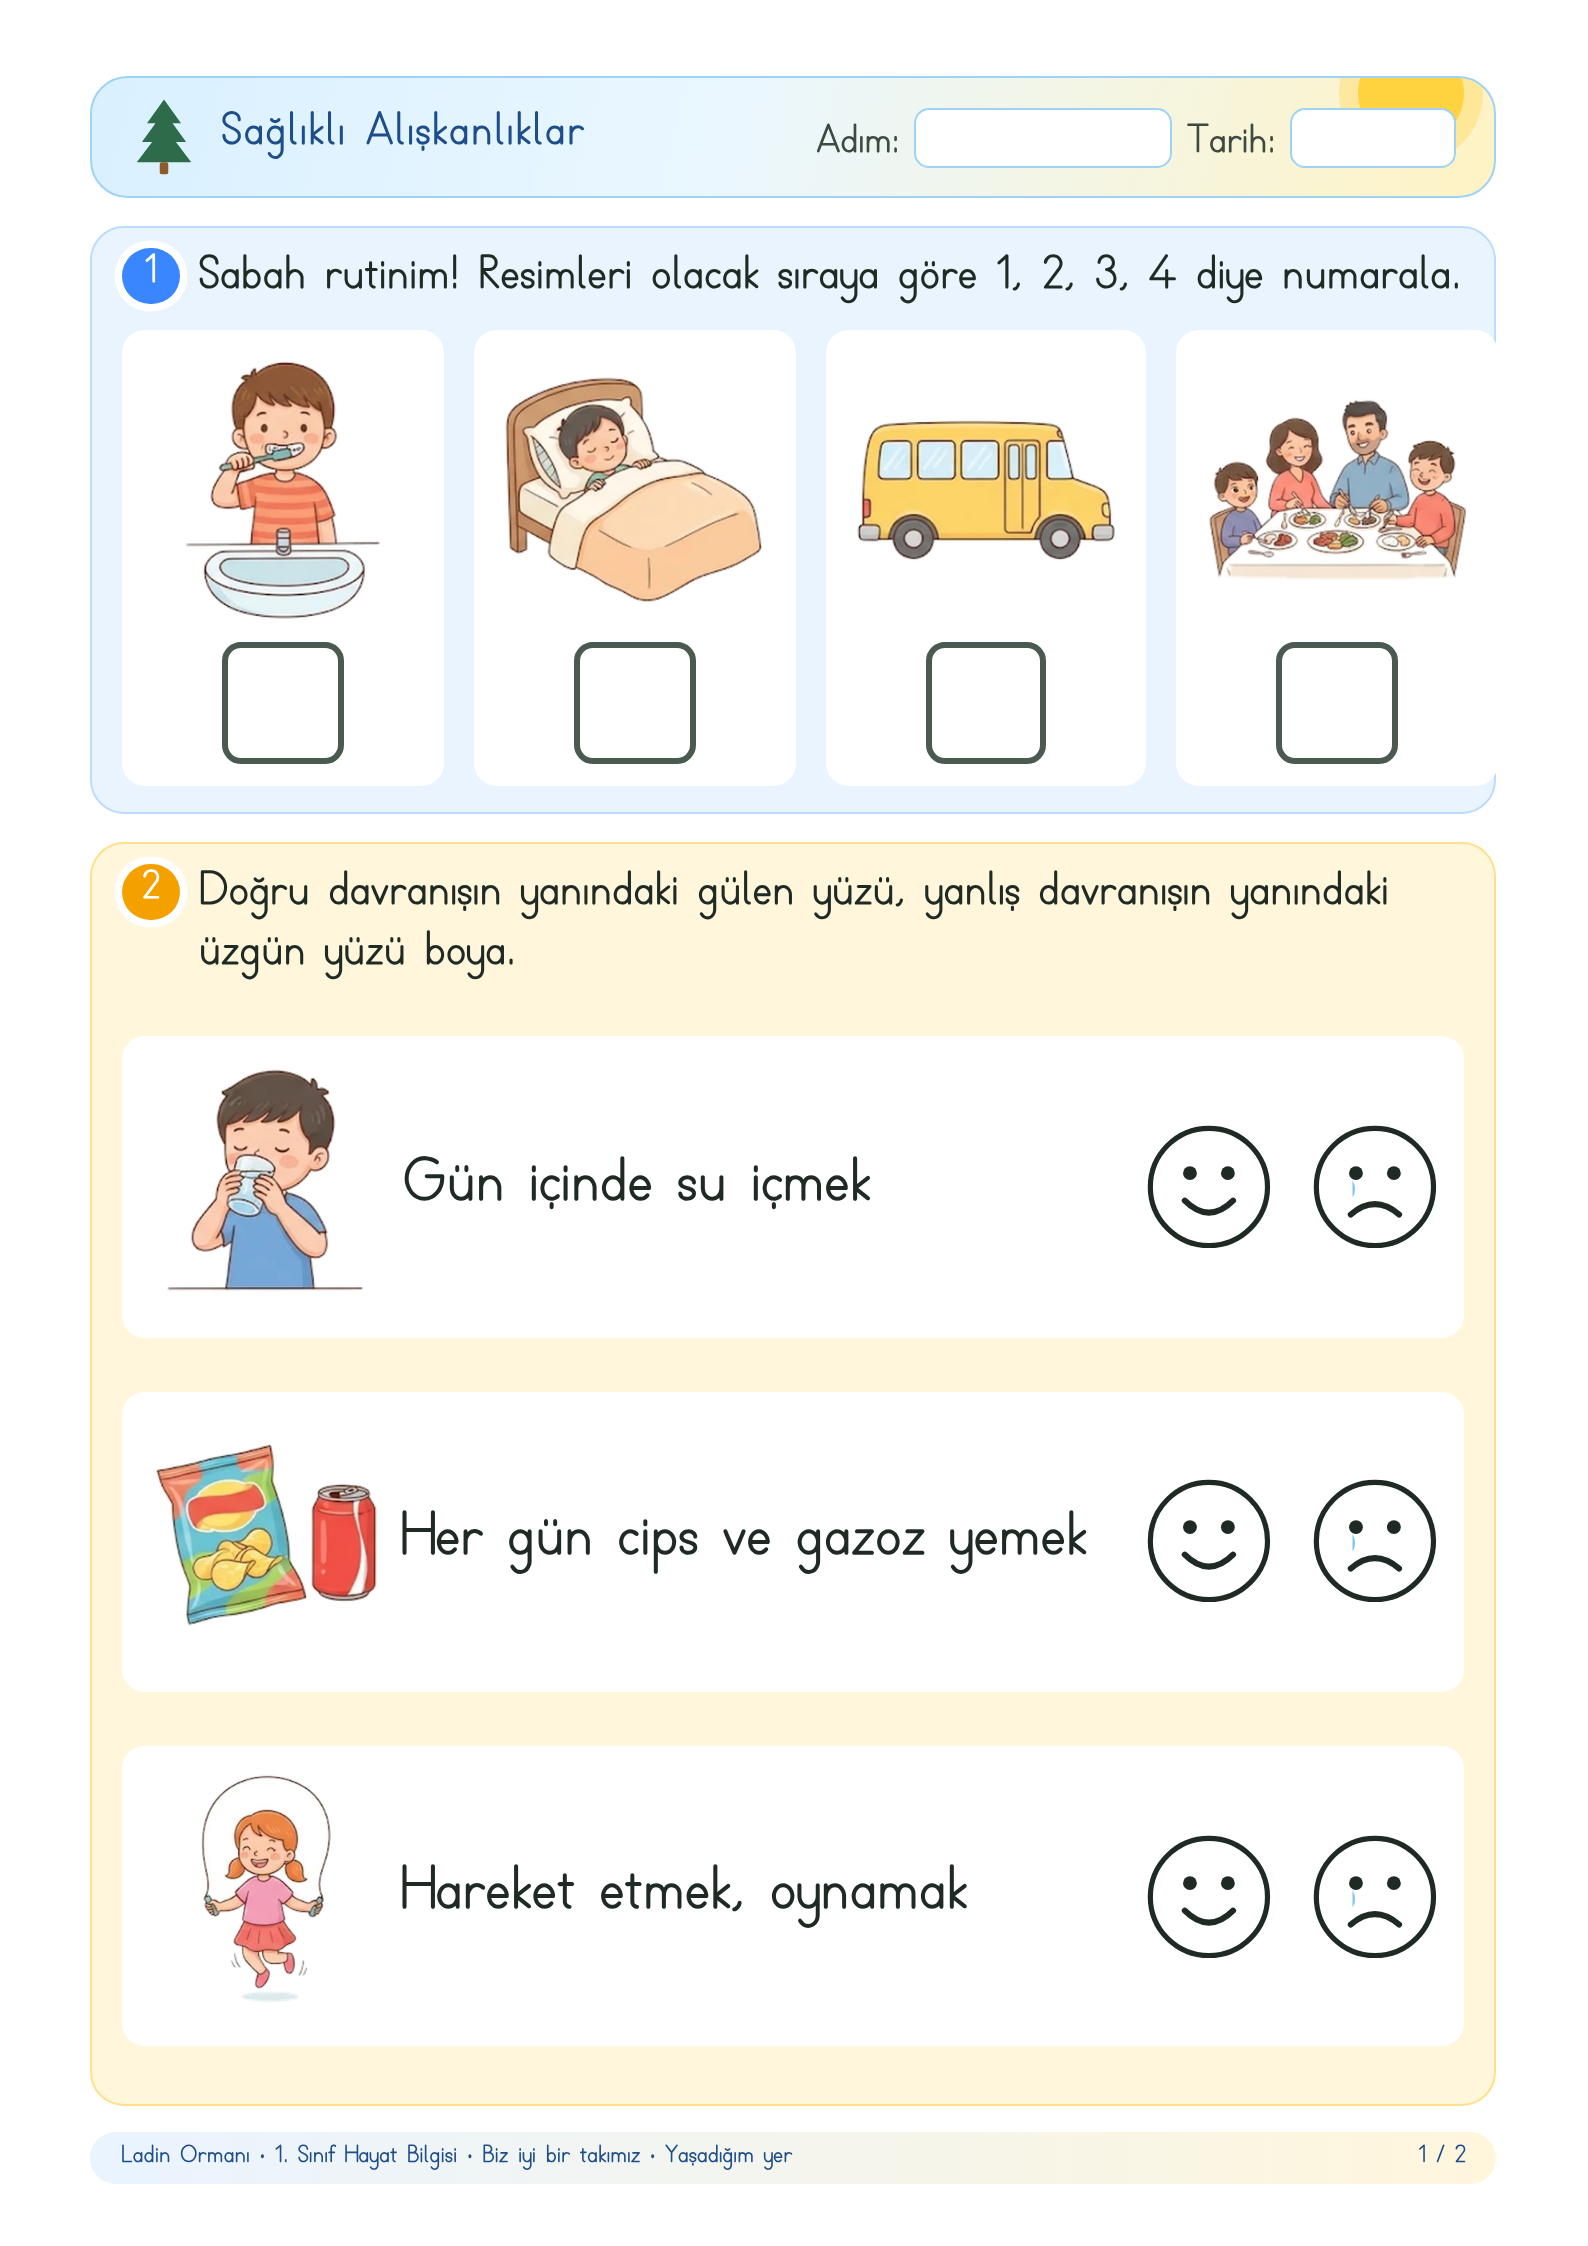 Sağlıklı Alışkanlıklar
Adım:
Tarih:
1 Sabah rutinim! Resimleri olacak sıraya göre 1, 2, 3, 4 diye numarala.
2 Doğru davranışın yanındaki gülen yüzü, yanlış davranışın yanındaki
üzgün yüzü boya.
Gün içinde su içmek
Her gün cips ve gazoz yemek
Hareket etmek, oynamak
Ladin Ormanı • 1. Sınıf Hayat Bilgisi • Biz iyi bir takımız • Yaşadığım yer
1 / 2